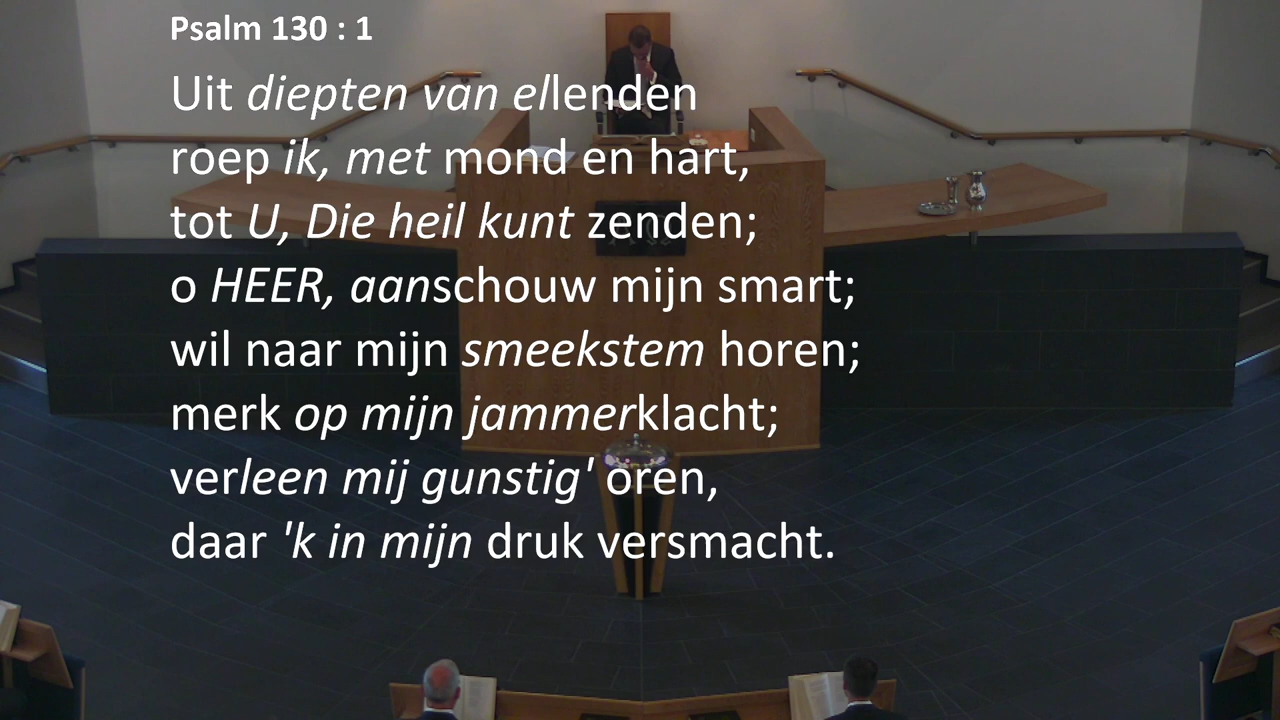 Psalm 130 : 1
Uit diepten van ellenden
roep ik, met mond en hart,
tot U, Die heil kunt zenden;
o HEER, aanschouw mijn smart;
wil naar mijn smeekstem horen;
merk op mijn jammerklacht;
verleen mij gunstig' oren,
daar 'k in mijn druk versmacht.